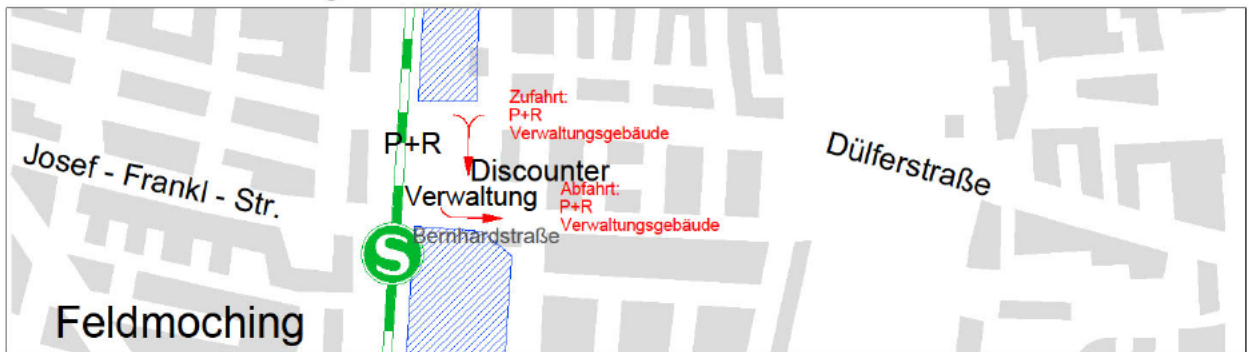 Zufahrt:
P+R
Verwaltungsgebäude
P+R
Dülferstraße
Josef - Frankl - Str.
Discounter
Verwaltung
Abfahrt:
P+R
Verwaltungsgebäude
Bernhardstraße
S
Feldmoching